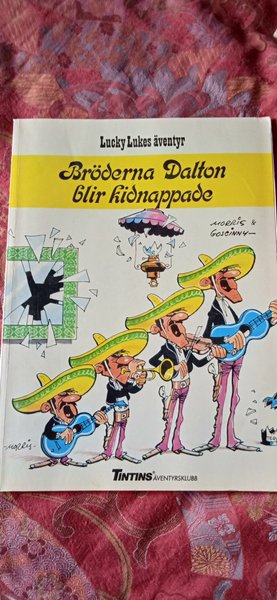 Lucky Lukes äventyr
Bröderna Dalton
blir kidnappade
MORRIS &
GOSCINNY
MORRIS
TINTINS ÄVENTYRSKLUBB